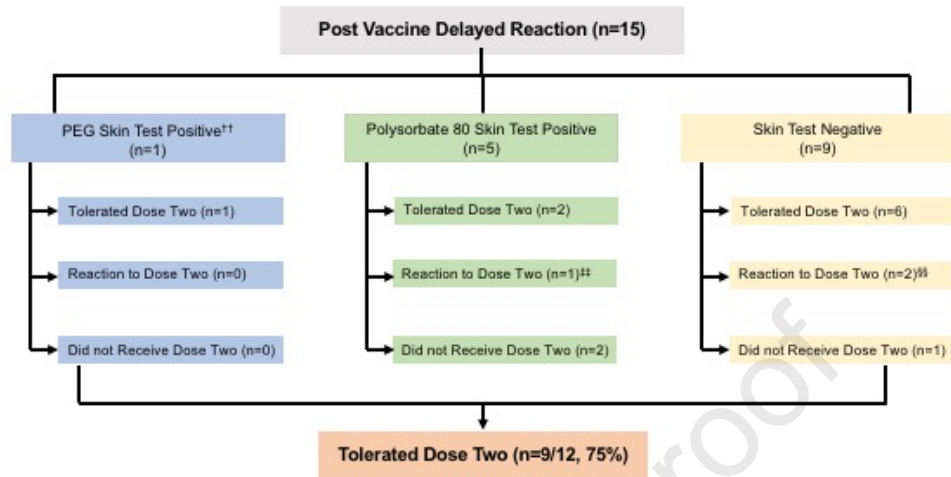 Post Vaccine Delayed Reaction (n=15)
PEG Skin Test Positive††
(n=1)
Tolerated Dose Two (n=1)
Reaction to Dose Two (n=0)
Did not Receive Dose Two (n=0)
Polysorbate 80 Skin Test Positive
(n=5)
Tolerated Dose Two (n=2)
Reaction to Dose Two (n=1)‡‡
Did not Receive Dose Two (n=2)
Skin Test Negative
(n=9)
Tolerated Dose Two (n=6)
Reaction to Dose Two (n=2)§§
Did not Receive Dose Two (n=1)
Tolerated Dose Two (n=9/12, 75%)
roof